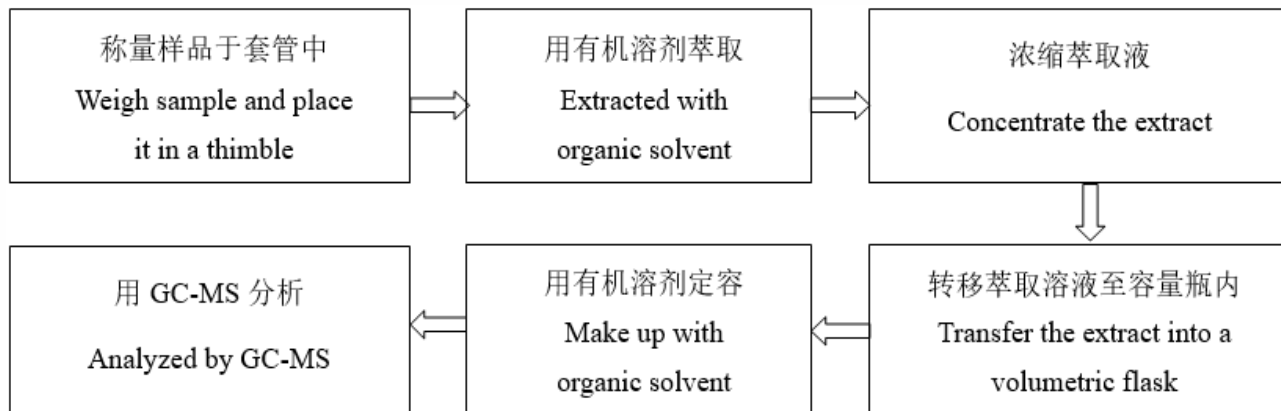 称量样品于套管中
Weigh sample and place
it in a thimble
用有机溶剂萃取
Extracted with
organic solvent
浓缩萃取液
Concentrate the extract
转移萃取溶液至容量瓶内
Transfer the extract into a
volumetric flask
用有机溶剂定容
Make up with
organic solvent
用 GC-MS 分析
Analyzed by GC-MS